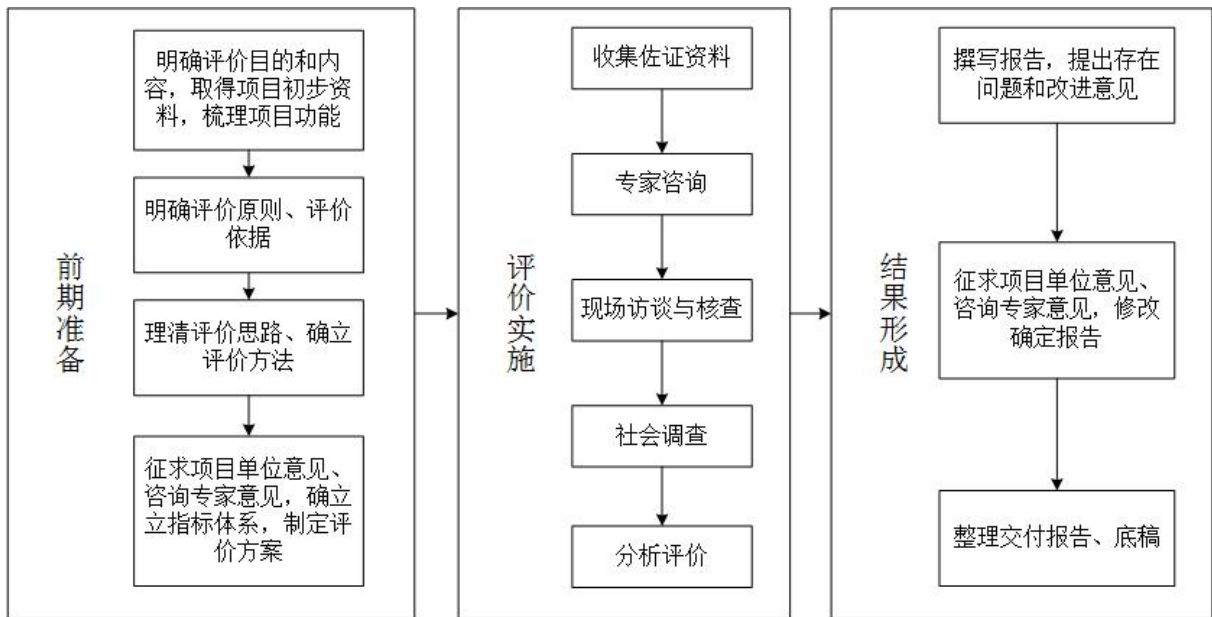 前期准备
明确评价目的和内
容，取得项目初步资
料，梳理项目功能
明确评价原则、评价
依据
理清评价思路、确立
评价方法
征求项目单位意见、
咨询专家意见，确立
立指标体系，制定评
价方案
评价实施
收集佐证资料
专家咨询
现场访谈与核查
社会调查
分析评价
结果形成
撰写报告，提出存在
问题和改进意见
征求项目单位意见、
咨询专家意见，修改
确定报告
整理交付报告、底稿